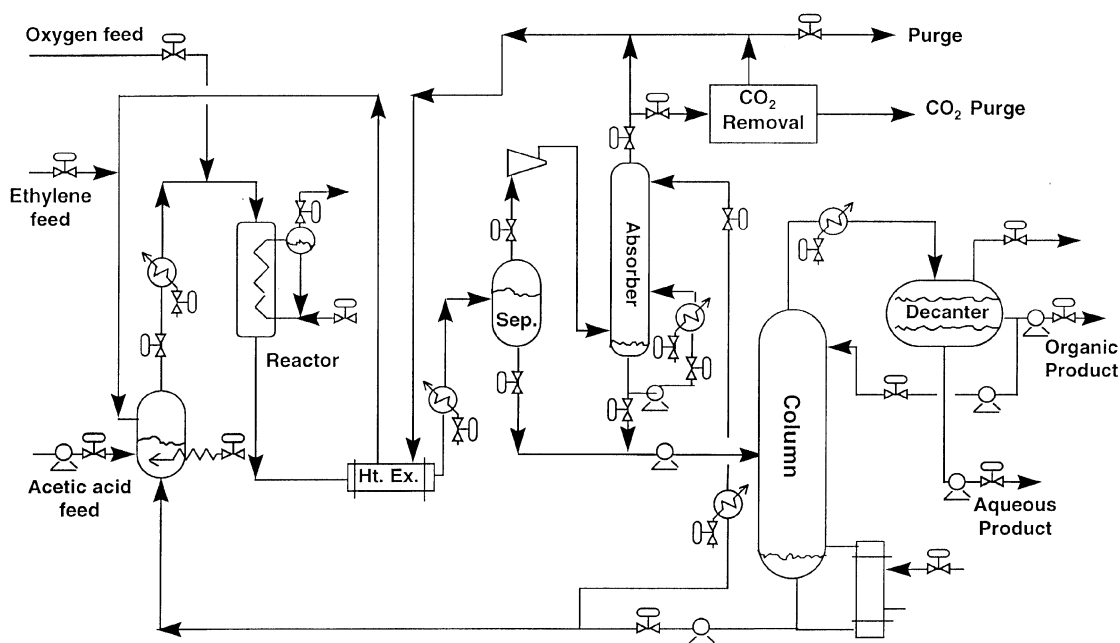 Oxygen feed
Purge
CO₂
Removal
CO₂ Purge
Ethylene
feed
Absorber
Sep.
Decanter
Reactor
Organic
Product
Column
Ht. Ex.
Acetic acid
feed
Aqueous
Product